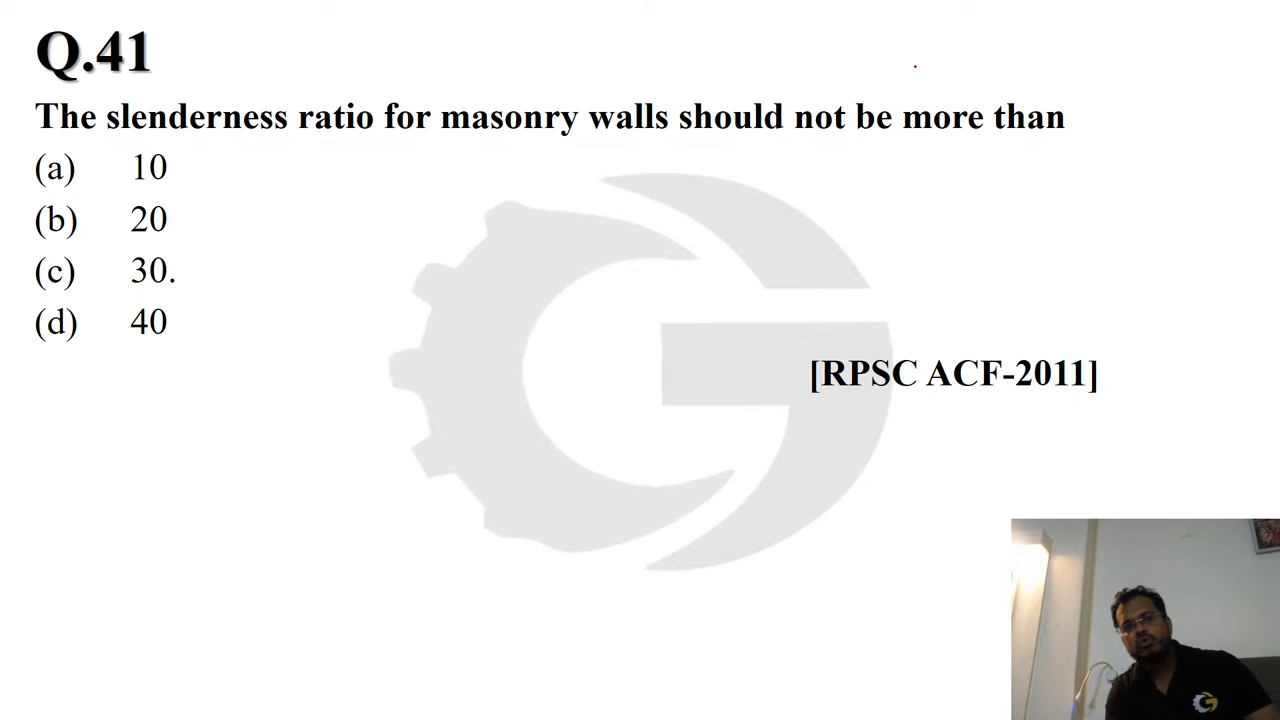 Q.41
The slenderness ratio for masonry walls should not be more than
(a) 10
(b) 20
(c) 30.
(d) 40
[RPSC ACF-2011]